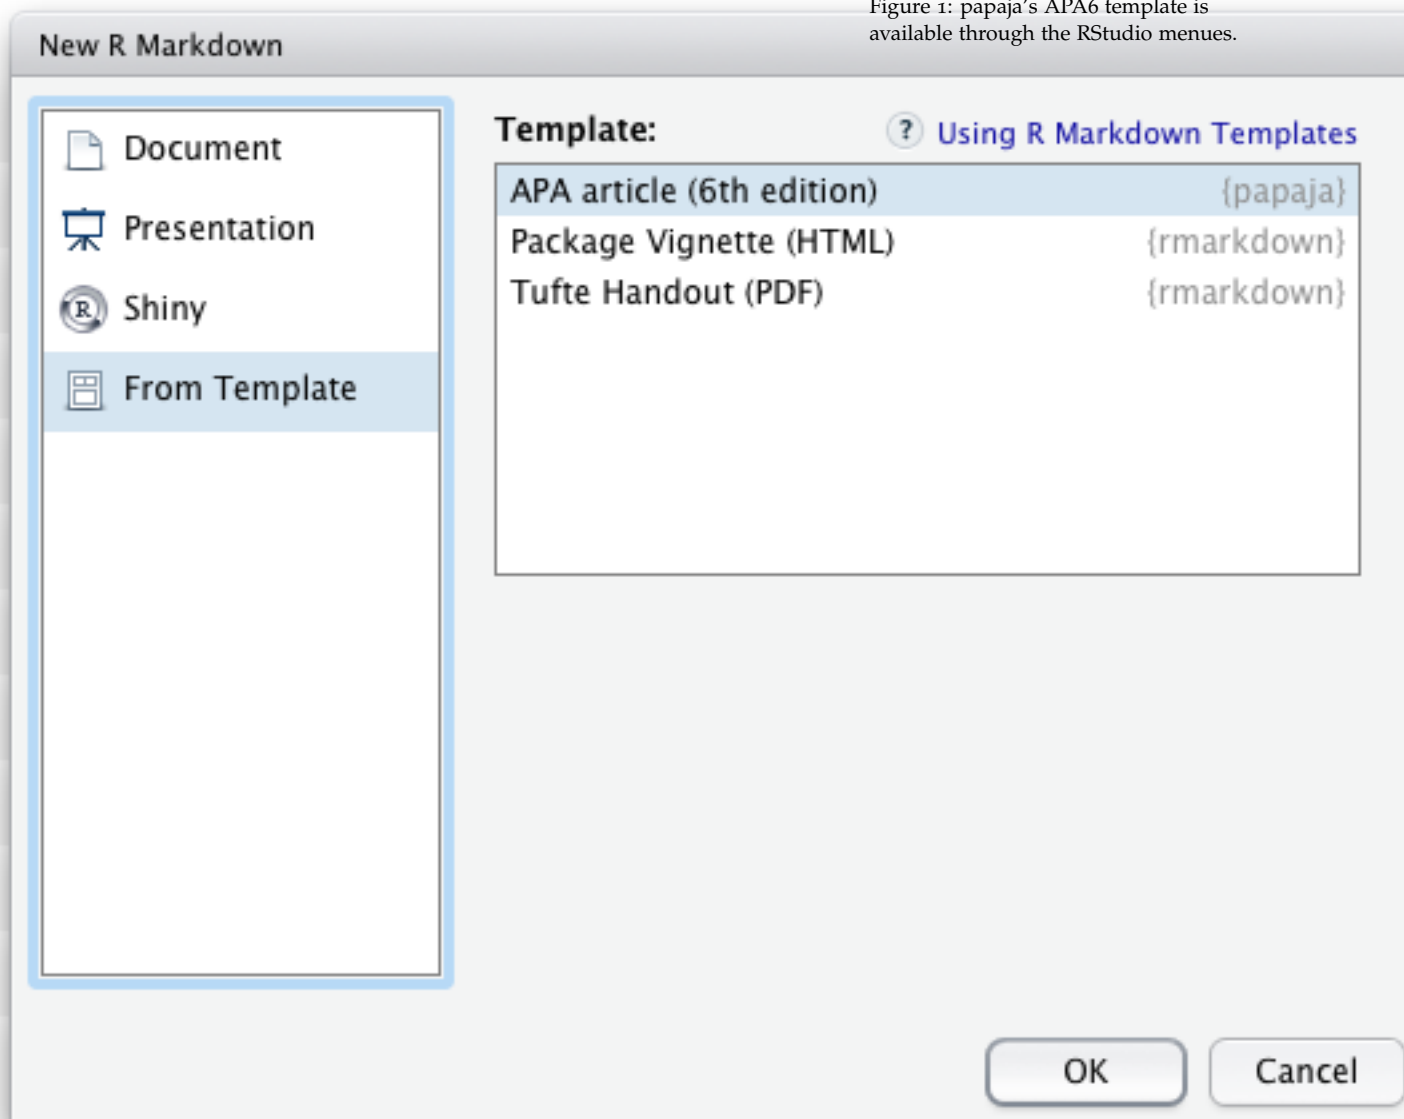 Figure 1: papaja's APA6 template is
available through the RStudio menues.
New R Markdown
Document
Presentation
R Shiny
From Template
Template:
? Using R Markdown Templates
APA article (6th edition) {papaja}
Package Vignette (HTML) {rmarkdown}
Tufte Handout (PDF) {rmarkdown}
OK Cancel